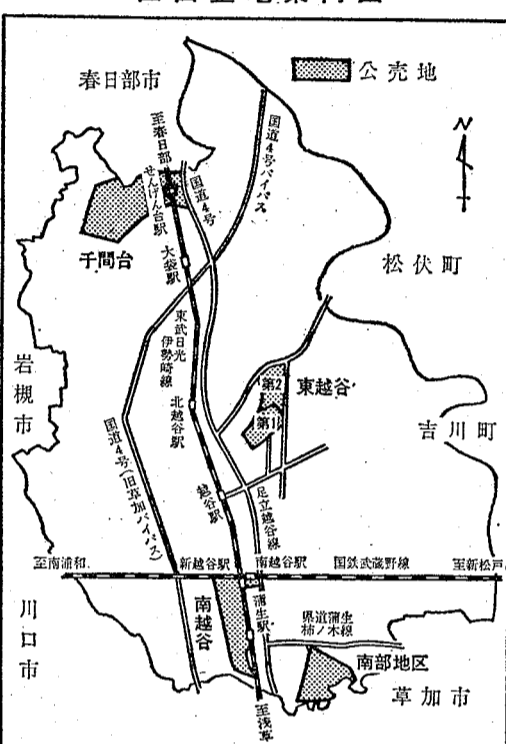 公売地
春日部市
N
至春日部
せんげん台駅
国道4号
国道4号バイパス
千間台
大袋駅
松伏町
東武日光
伊勢崎線
岩槻市
第2
東越谷
第1
北越谷駅
吉川町
国道4号(旧草加バイパス)
越谷駅
足立越谷線
至南浦和
新越谷駅
南越谷駅
国鉄武蔵野線
至新松戸
川口市
南越谷
蒲生駅
県道蒲生
柿ノ木線
南部地区
草加市
至浅草